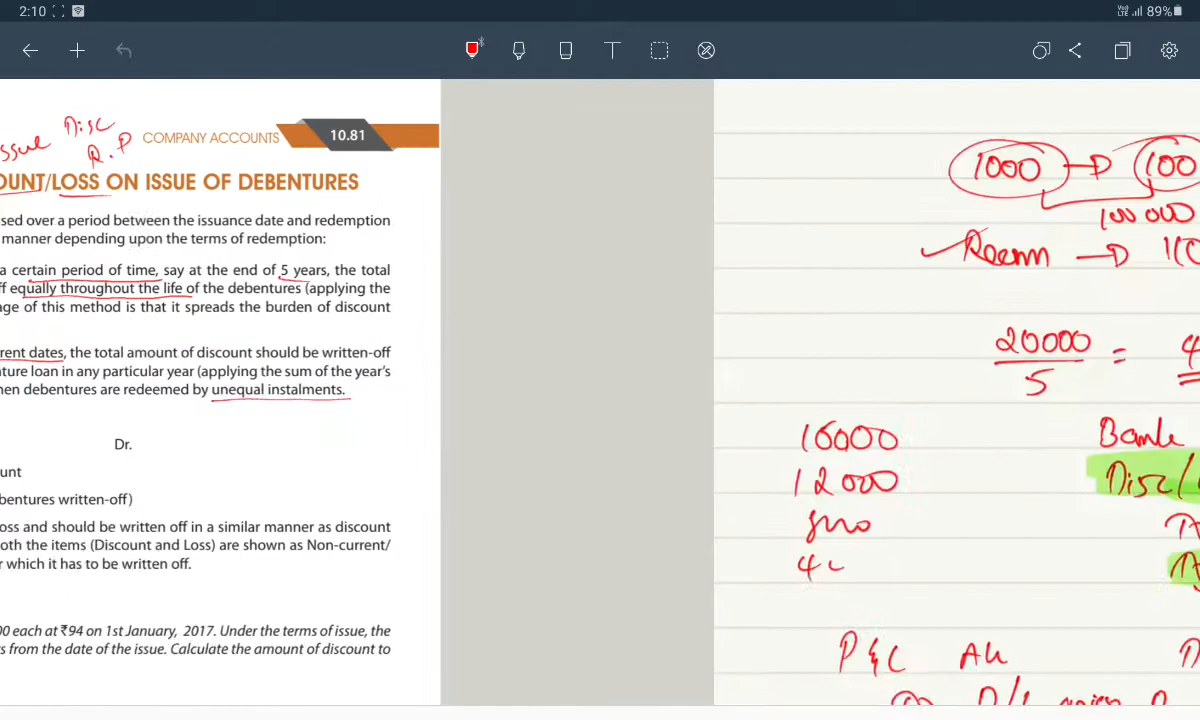 2:10
89%
T
ssue Disc
R.P
COMPANY ACCOUNTS 10.81
OUNT/LOSS ON ISSUE OF DEBENTURES
sed over a period between the issuance date and redemption
manner depending upon the terms of redemption:
a certain period of time, say at the end of 5 years, the total
ff equally throughout the life of the debentures (applying the
age of this method is that it spreads the burden of discount
rent dates, the total amount of discount should be written-off
nture loan in any particular year (applying the sum of the year's
hen debentures are redeemed by unequal instalments.
Dr.
unt
bentures written-off)
oss and should be written off in a similar manner as discount
oth the items (Discount and Loss) are shown as Non-current/
r which it has to be written off.
00 each at ₹94 on 1st January, 2017. Under the terms of issue, the
s from the date of the issue. Calculate the amount of discount to
1000 → 100
100000
20000
5
= 4
16000 Bank
12000 Disc/
4
P&L